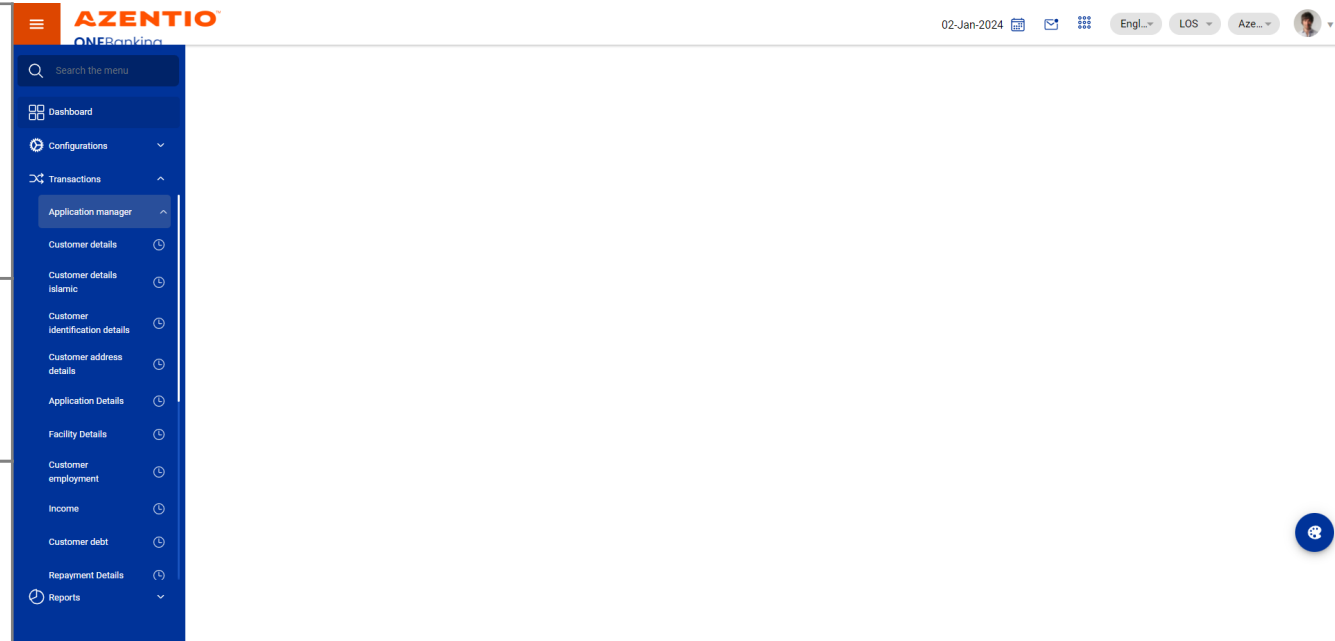 AZENTIO™
ONEBanking
02-Jan-2024
Engl...
LOS
Aze...
Search the menu
Dashboard
Configurations
Transactions
Application manager
Customer details
Customer details
islamic
Customer
identification details
Customer address
details
Application Details
Facility Details
Customer
employment
Income
Customer debt
Repayment Details
Reports